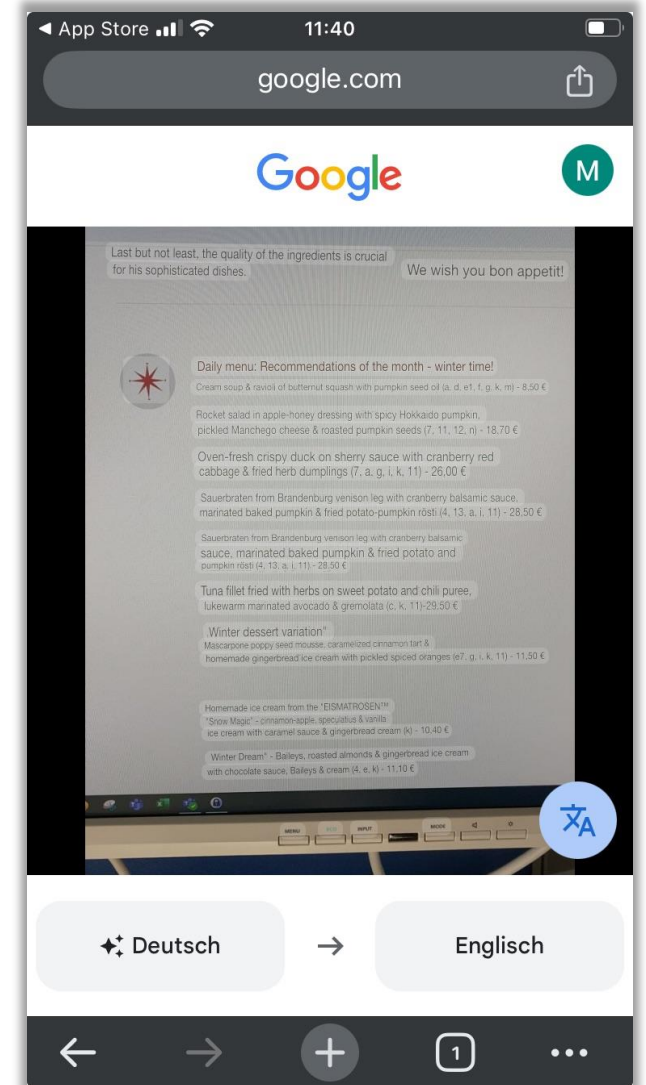 App Store 11:40
google.com
Google M
Last but not least, the quality of the ingredients is crucial
for his sophisticated dishes.
We wish you bon appetit!
Daily menu: Recommendations of the month - winter time!
Cream soup & ravioli of butternut squash with pumpkin seed oil (a, d, e1, f, g, k, m) - 8,50 €
Rocket salad in apple-honey dressing with spicy Hokkaido pumpkin,
pickled Manchego cheese & roasted pumpkin seeds (7, 11, 12, n) - 18,70 €
Oven-fresh crispy duck on sherry sauce with cranberry red
cabbage & fried herb dumplings (7, a, g, i, k, 11) - 26,00 €
Sauerbraten from Brandenburg venison leg with cranberry balsamic sauce,
marinated baked pumpkin & fried potato-pumpkin rösti (4, 13, a, i, 11) - 28,50 €
Sauerbraten from Brandenburg venison leg with cranberry balsamic
sauce, marinated baked pumpkin & fried potato and
pumpkin rösti (4, 13, a, i, 11) - 28,50 €
Tuna fillet fried with herbs on sweet potato and chili puree,
lukewarm marinated avocado & gremolata (c, k, 11)-29,50 €
„Winter dessert variation"
Mascarpone poppy seed mousse, caramelized cinnamon tart &
homemade gingerbread ice cream with pickled spiced oranges (e7, g, i, k, 11) - 11,50 €
Homemade ice cream from the "EISMATROSEN™
"Snow Magic" - cinnamon-apple, speculatius & vanilla
ice cream with caramel sauce & gingerbread cream (k) - 10,40 €
Winter Dream" - Baileys, roasted almonds & gingerbread ice cream
with chocolate sauce, Baileys & cream (4, e, k) - 11,10 €
MENU INPUT MODE
Deutsch → Englisch
1